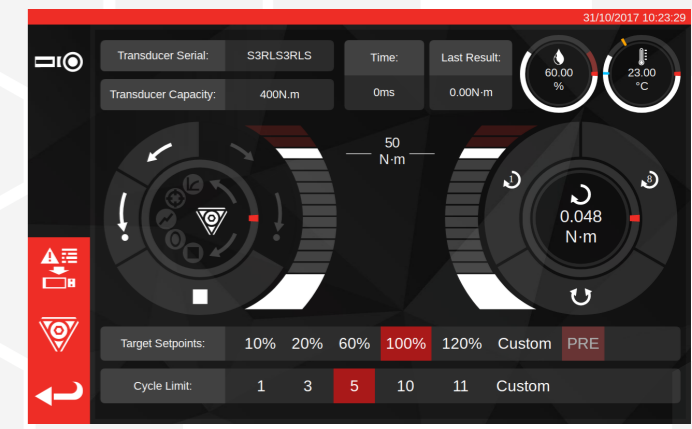 31/10/2017 10:23:29
Transducer Serial: S3RLS3RLS
Time:
Last Result:
60.00
%
23.00
°C
Transducer Capacity: 400N.m
0ms
0.00N·m
50
N·m
1
8
0.048
N·m
Target Setpoints: 10% 20% 60% 100% 120% Custom PRE
Cycle Limit: 1 3 5 10 11 Custom